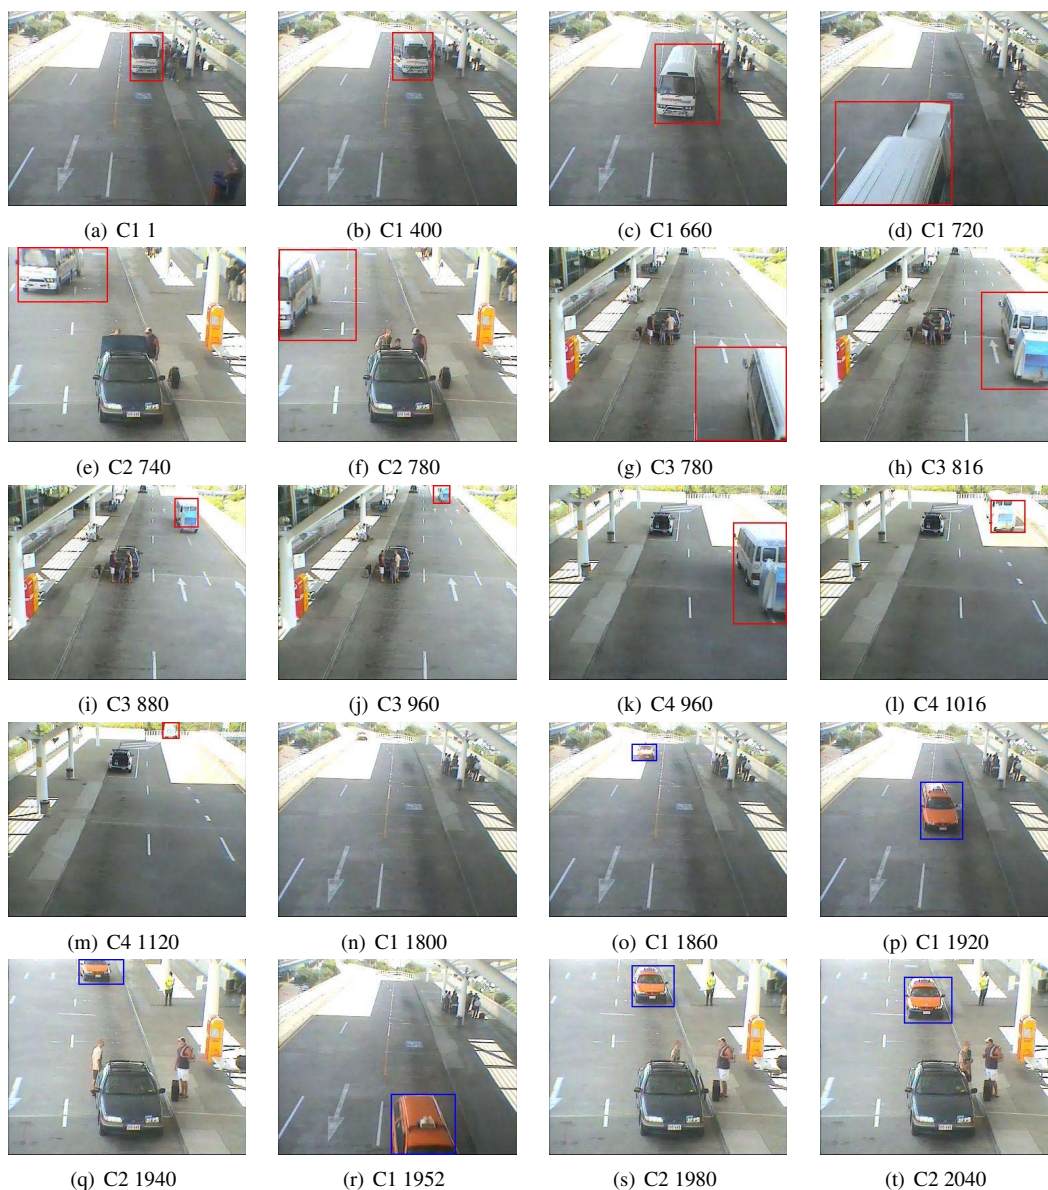 (a) C1 1
(b) C1 400
(c) C1 660
(d) C1 720
(e) C2 740
(f) C2 780
(g) C3 780
(h) C3 816
(i) C3 880
(j) C3 960
(k) C4 960
(l) C4 1016
(m) C4 1120
(n) C1 1800
(o) C1 1860
(p) C1 1920
(q) C2 1940
(r) C1 1952
(s) C2 1980
(t) C2 2040